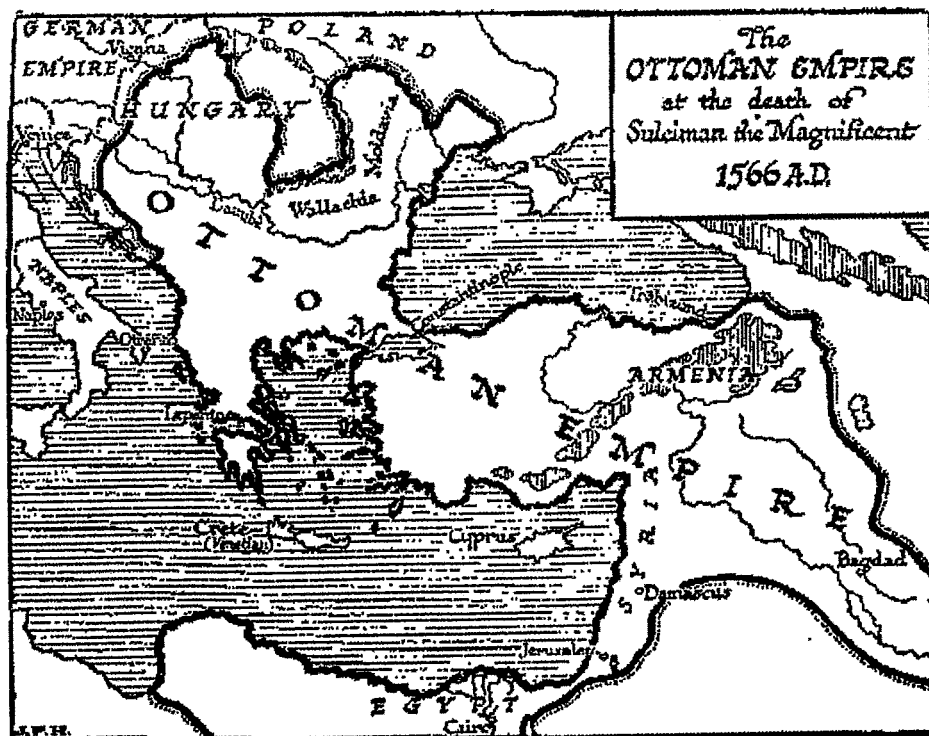 The
OTTOMAN EMPIRE
at the death of
Suleiman the Magnificent
1566 A.D.
GERMAN
EMPIRE
Vienna
POLAND
HUNGARY
Venice
Moldavia
Wallachia
Danube
OTTOMAN EMPIRE
NAPLES
Naples
Otranto
Constantinople
Trebizond
ARMENIA
Lepanto
Crete
(Venetian)
Cyprus
SYRIA
Bagdad
Damascus
Jerusalem
EGYPT
Cairo
J.F.H.